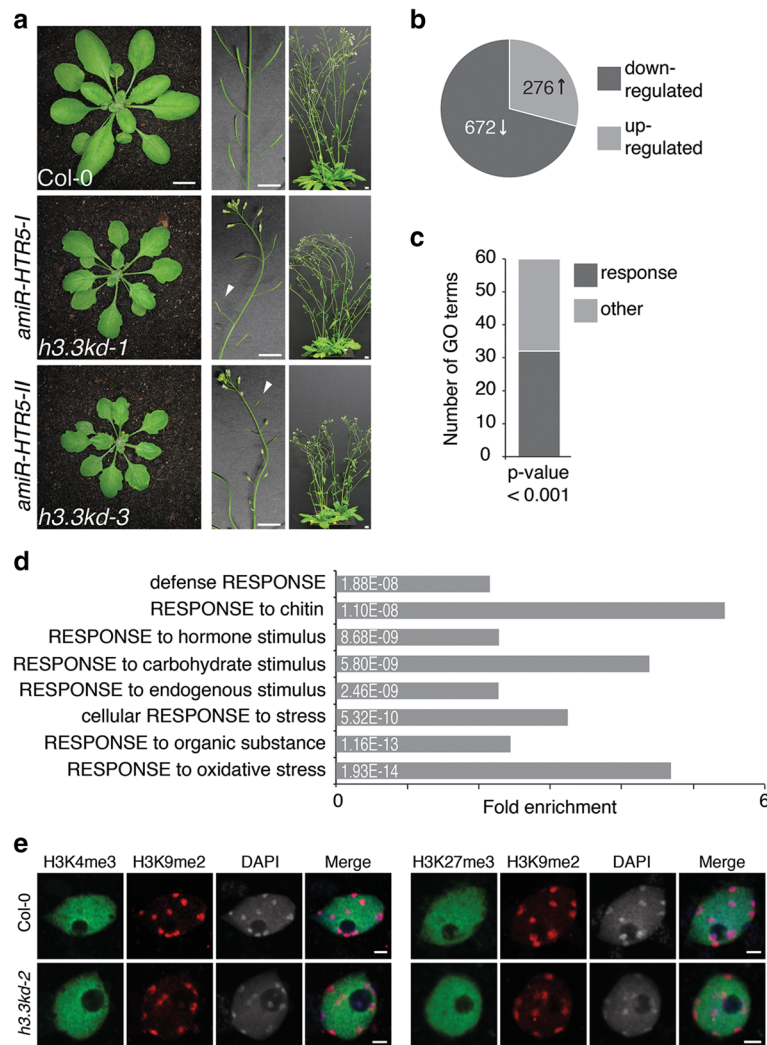 a
Col-0
amiR-HTR5-I
h3.3kd-1
amiR-HTR5-II
h3.3kd-3
b
276↑
672↓
down-
regulated
up-
regulated
c
Number of GO terms
60
50
40
30
20
10
0
response
other
p-value
< 0.001
d
defense RESPONSE 1.88E-08
RESPONSE to chitin 1.10E-08
RESPONSE to hormone stimulus 8.68E-09
RESPONSE to carbohydrate stimulus 5.80E-09
RESPONSE to endogenous stimulus 2.46E-09
cellular RESPONSE to stress 5.32E-10
RESPONSE to organic substance 1.16E-13
RESPONSE to oxidative stress 1.93E-14
0 6
Fold enrichment
e
H3K4me3 H3K9me2 DAPI Merge H3K27me3 H3K9me2 DAPI Merge
Col-0
h3.3kd-2